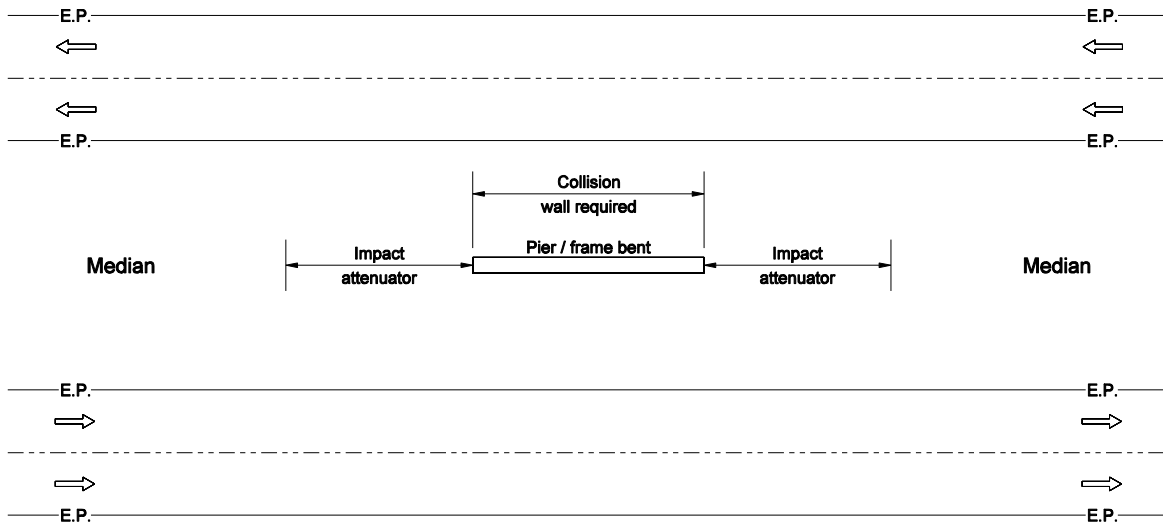 E.P.
E.P.
E.P.
E.P.
Collision
wall required
Pier / frame bent
Median
Impact
attenuator
Impact
attenuator
Median
E.P.
E.P.
E.P.
E.P.